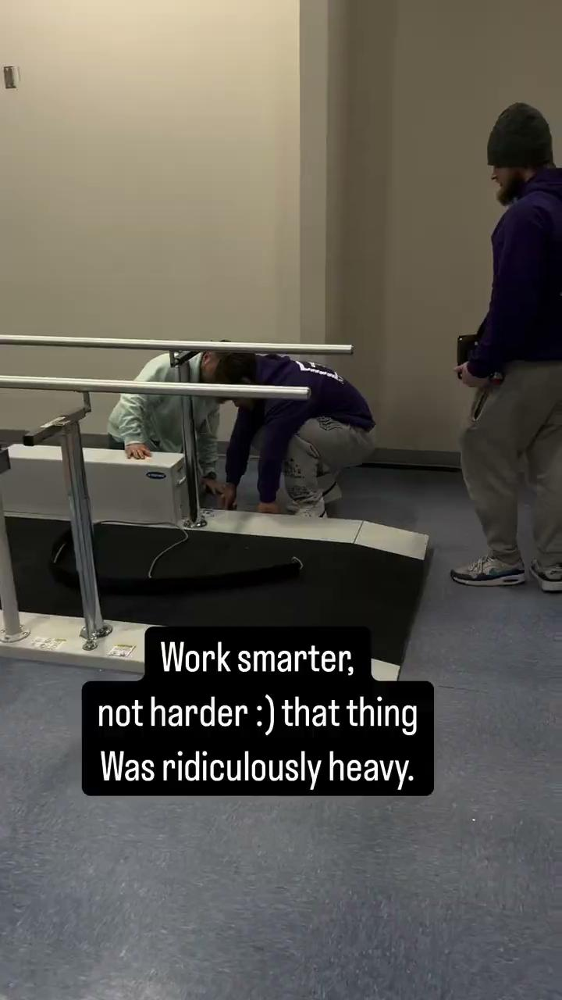 Work smarter,
not harder :) that thing
Was ridiculously heavy.